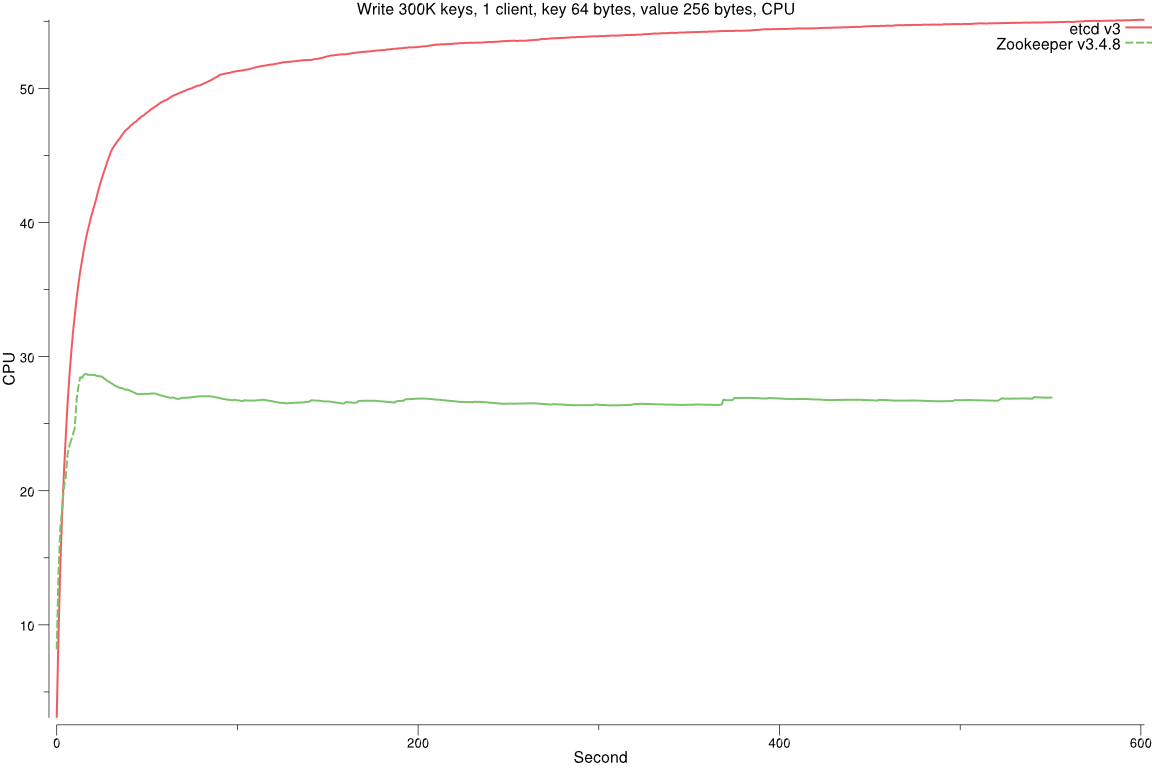 Write 300K keys, 1 client, key 64 bytes, value 256 bytes, CPU
etcd v3
Zookeeper v3.4.8
50
40
30
20
10
CPU
0
200
400
600
Second